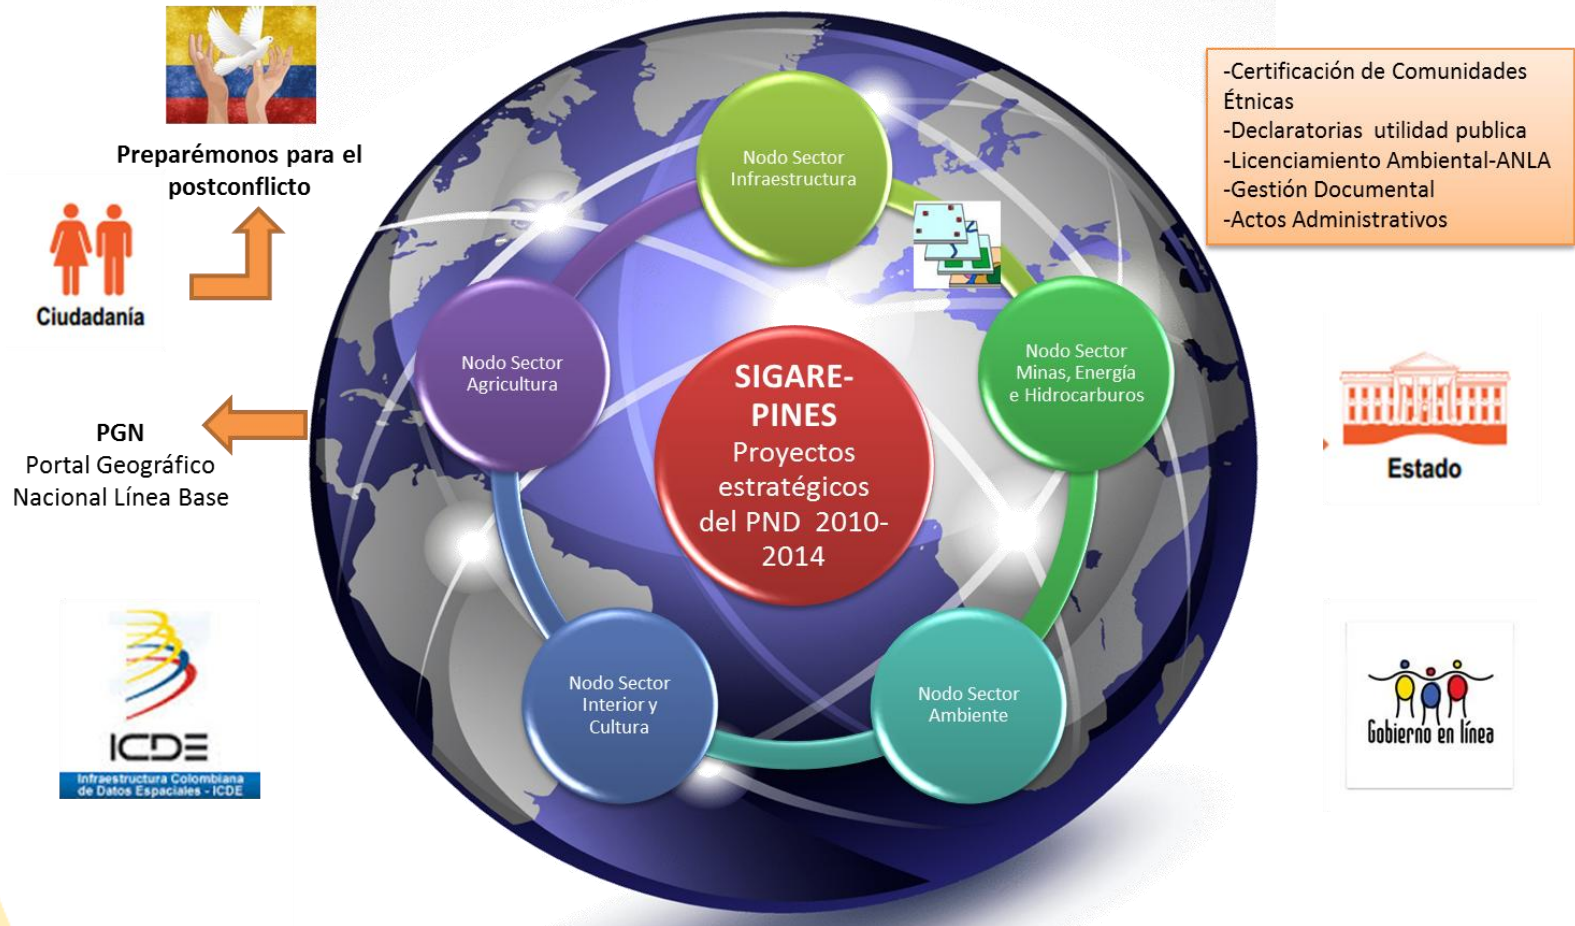 Preparémonos para el
postconflicto
Ciudadanía
PGN
Portal Geográfico
Nacional Línea Base
ICDE
Infraestructura Colombiana
de Datos Espaciales - ICDE
Nodo Sector
Infraestructura
Nodo Sector
Agricultura
SIGARE-
PINES
Proyectos
estratégicos
del PND 2010-
2014
Nodo Sector
Minas, Energía
e Hidrocarburos
Nodo Sector
Interior y
Cultura
Nodo Sector
Ambiente
-Certificación de Comunidades
Étnicas
-Declaratorias utilidad publica
-Licenciamiento Ambiental-ANLA
-Gestión Documental
-Actos Administrativos
Estado
Gobierno en línea